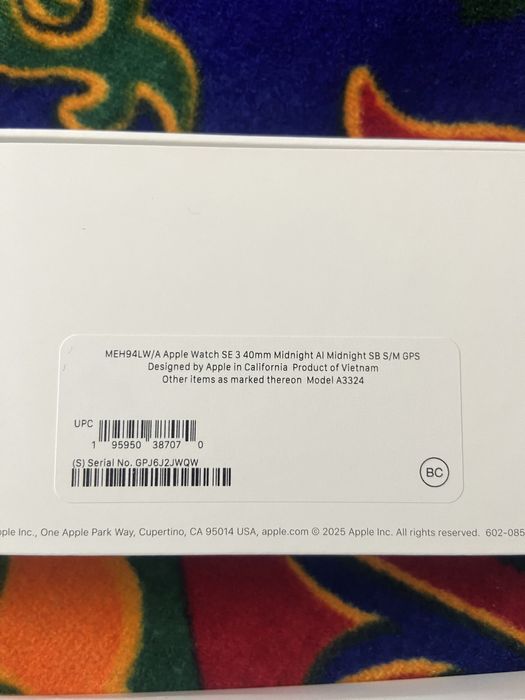 MEH94LW/A Apple Watch SE 3 40mm Midnight Al Midnight SB S/M GPS
Designed by Apple in California Product of Vietnam
Other items as marked thereon Model A3324
UPC
1 95950 38707 0
(S) Serial No. GPJ6J2JWQW
BC
ple Inc., One Apple Park Way, Cupertino, CA 95014 USA, apple.com © 2025 Apple Inc. All rights reserved. 602-085